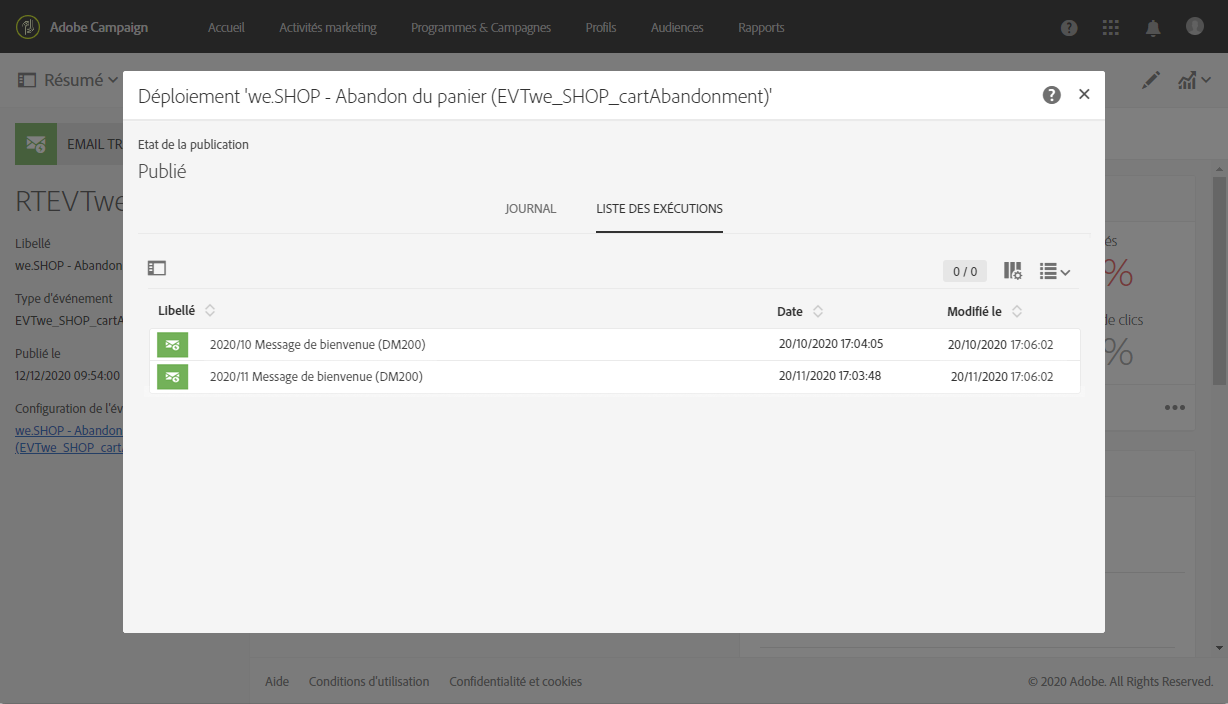 Adobe Campaign Accueil Activités marketing Programmes & Campagnes Profils Audiences Rapports
Résumé
Déploiement 'we.SHOP - Abandon du panier (EVTwe_SHOP_cartAbandonment)'
EMAIL TR
RTEVTwe
Libellé
we.SHOP - Abandon
Type d'événement
EVTwe_SHOP_cartA
Publié le
12/12/2020 09:54:00
Configuration de l'év
we.SHOP - Abandon
(EVTwe_SHOP_cart
Etat de la publication
Publié
JOURNAL LISTE DES EXÉCUTIONS
0 / 0
Libellé Date Modifié le
2020/10 Message de bienvenue (DM200) 20/10/2020 17:04:05 20/10/2020 17:06:02
2020/11 Message de bienvenue (DM200) 20/11/2020 17:03:48 20/11/2020 17:06:02
és
%
de clics
%
Aide Conditions d'utilisation Confidentialité et cookies © 2020 Adobe. All Rights Reserved.